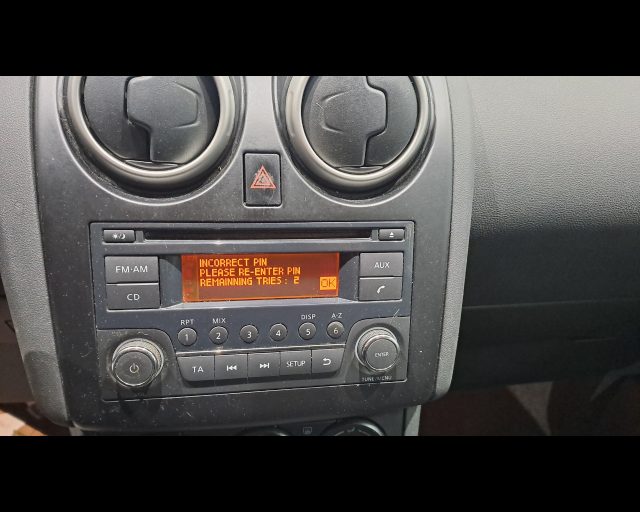 INCORRECT PIN
PLEASE RE-ENTER PIN
REMAINNING TRIES: 2 OK
FM·AM
AUX
CD
RPT MIX DISP A-Z
1 2 3 4 5 6
TA SETUP ENTER
TUNE/MENU